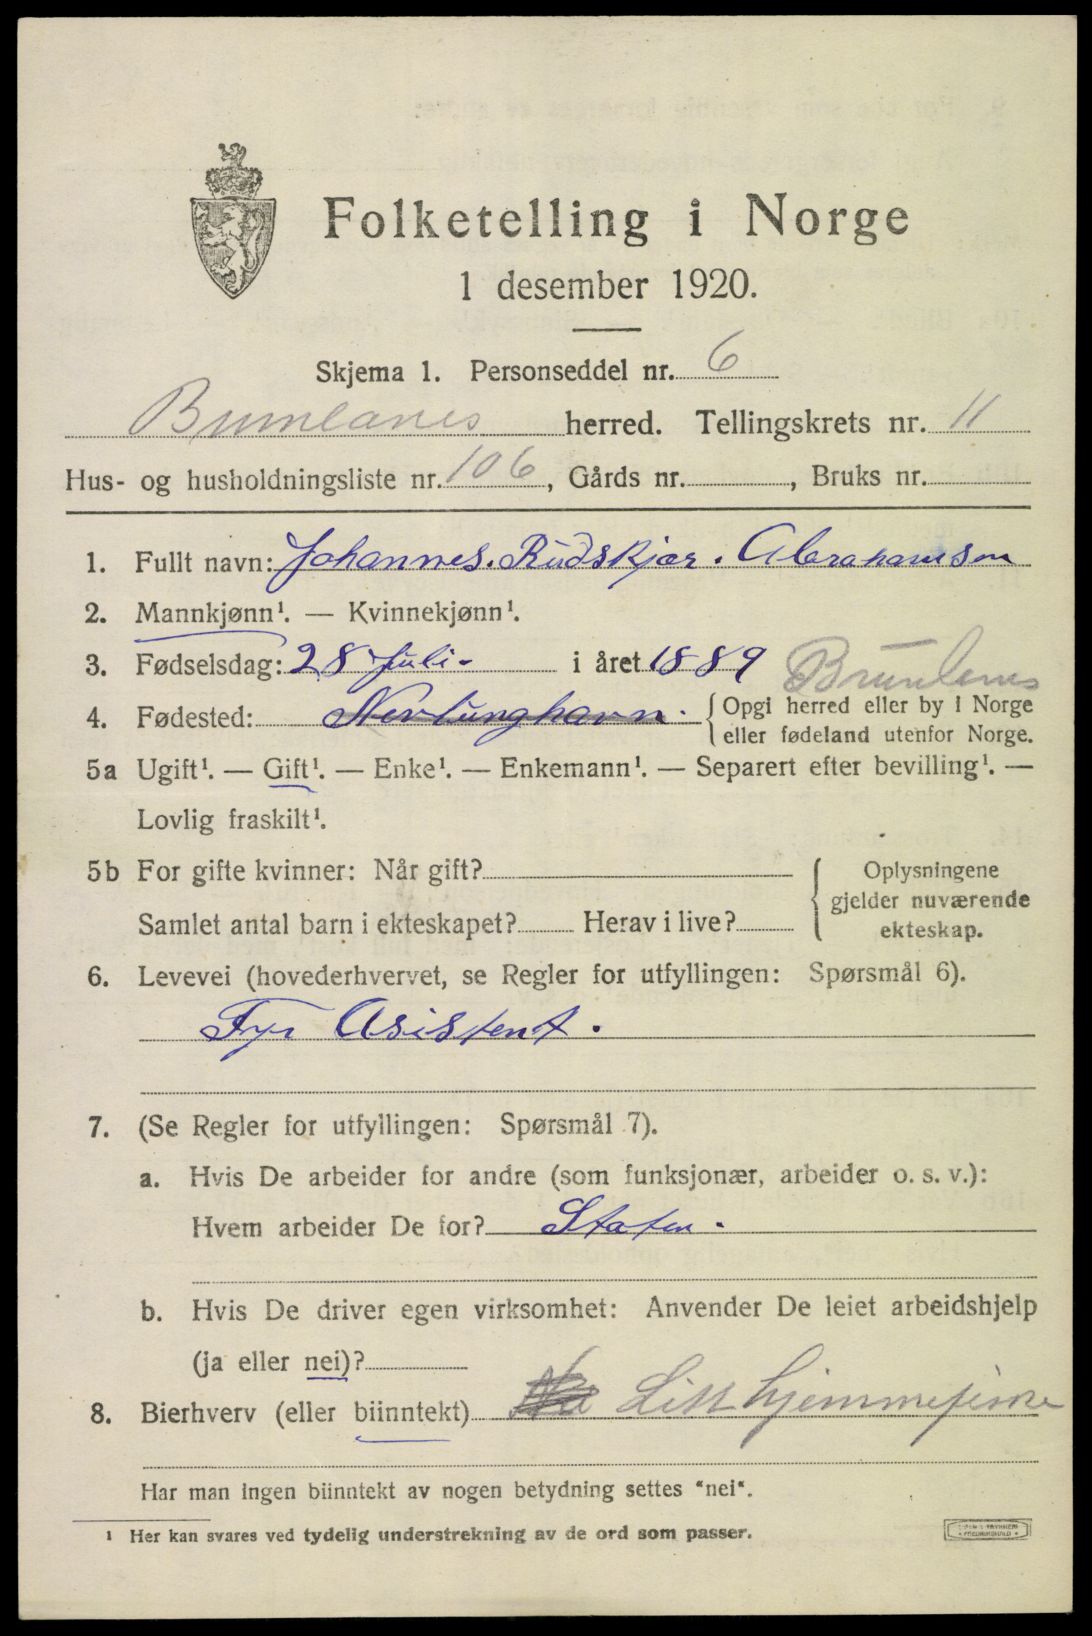 Folketelling i Norge
1 desember 1920.
Skjema 1. Personseddel nr. 6
Brunlanes herred. Tellingskrets nr. 11
Hus- og husholdningsliste nr. 106, Gårds nr. , Bruks nr.
1. Fullt navn: Johannes. Rudskjær. Abrahamsen
2. Mannkjønn¹. — Kvinnekjønn¹.
3. Fødselsdag: 28 Juli- i året 1889
Brunlanes
4. Fødested: Nevlunghavn. { Opgi herred eller by i Norge
eller fødeland utenfor Norge.
5a Ugift¹. — Gift¹. — Enke¹. — Enkemann¹. — Separert efter bevilling¹. —
Lovlig fraskilt¹.
5b For gifte kvinner: Når gift? { Oplysningene
gjelder nuværende
Samlet antal barn i ekteskapet? Herav i live? ekteskap.
6. Levevei (hovederhvervet, se Regler for utfyllingen: Spørsmål 6).
Fyr Asistent.
7. (Se Regler for utfyllingen: Spørsmål 7).
a. Hvis De arbeider for andre (som funksjonær, arbeider o. s. v.):
Hvem arbeider De for? Staten.
b. Hvis De driver egen virksomhet: Anvender De leiet arbeidshjelp
(ja eller nei)?
8. Bierhverv (eller biinntekt) Litt hjemmefiske
Har man ingen biinntekt av nogen betydning settes "nei".
¹ Her kan svares ved tydelig understrekning av de ord som passer.